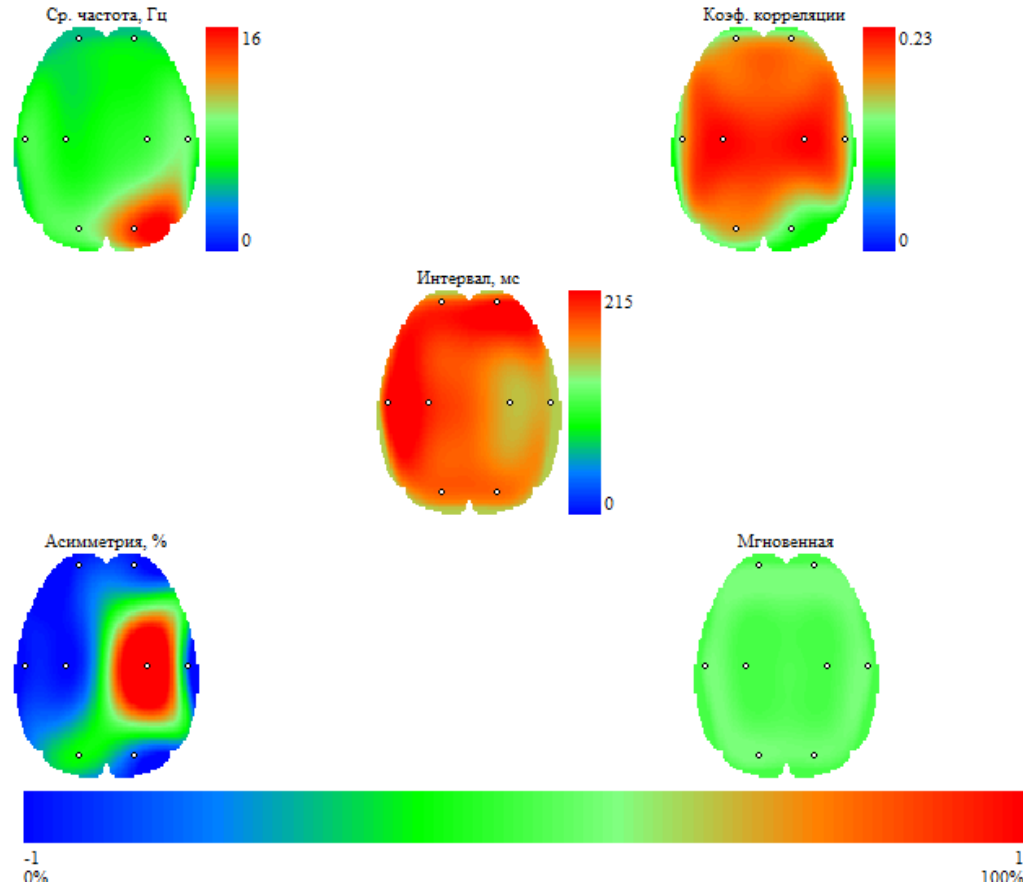 Ср. частота, Гц
16
0
Коэф. корреляции
0.23
0
Интервал, мс
215
0
Асимметрия, %
Мгновенная
-1
1
0%
100%